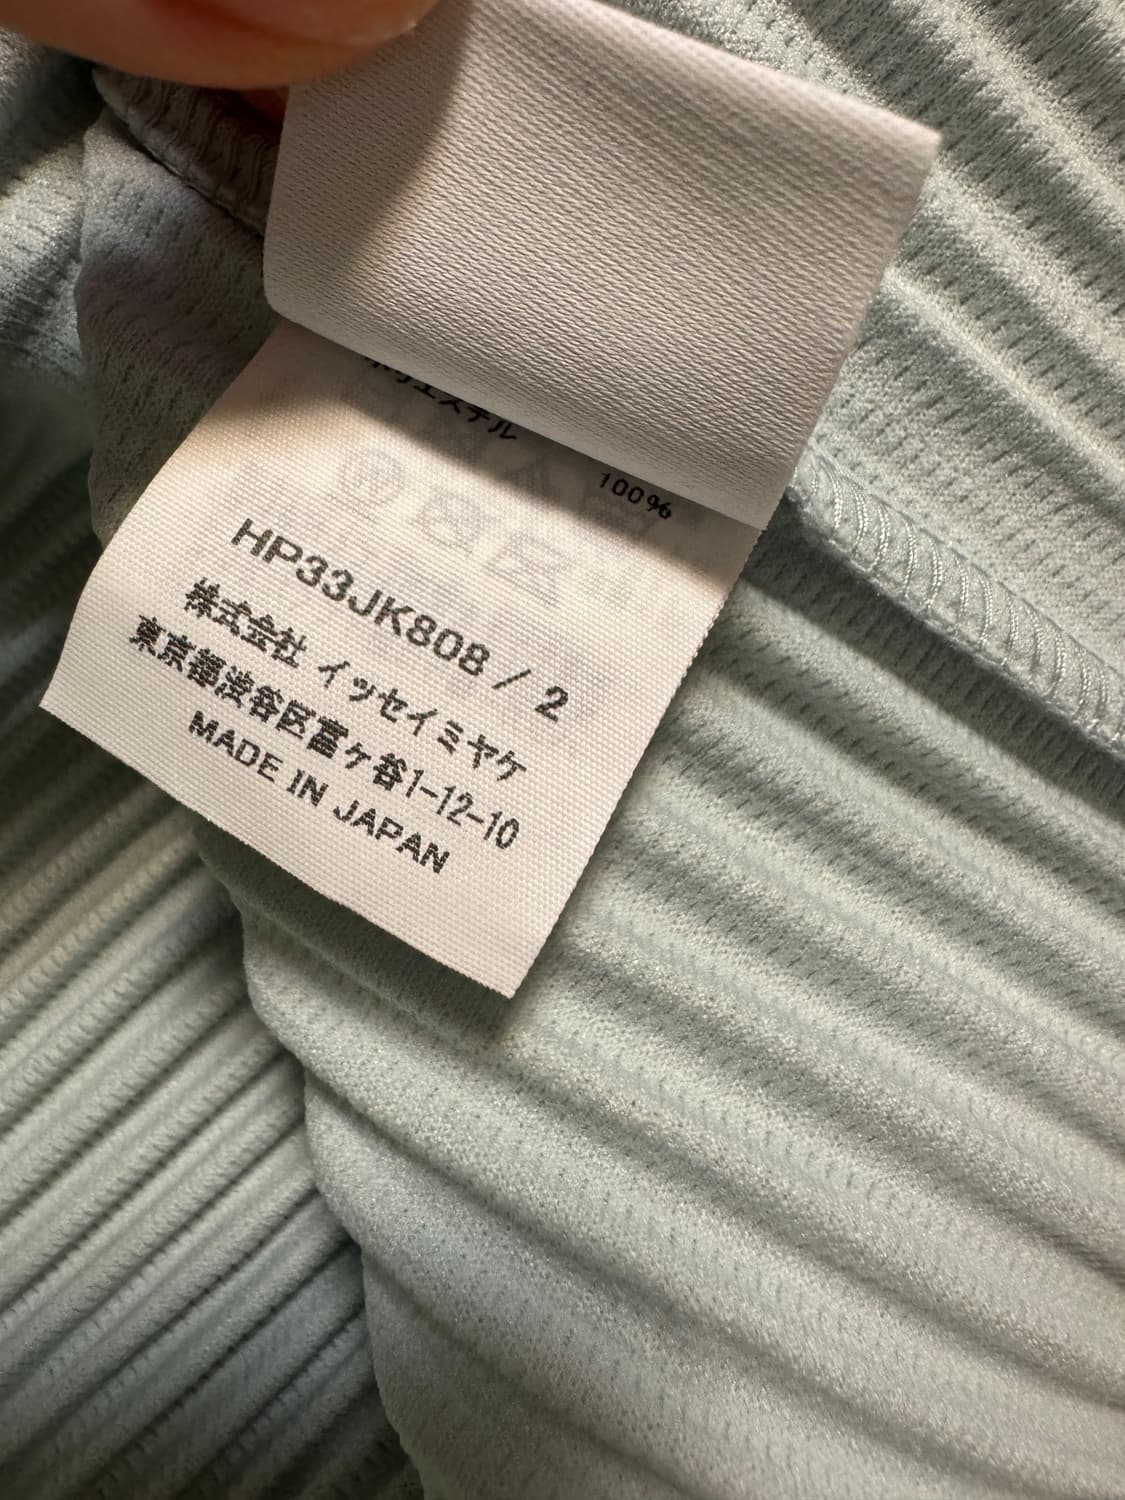 ポリエステル
100%
HP33JK808 / 2
株式会社 イッセイミヤケ
東京都渋谷区富ヶ谷1-12-10
MADE IN JAPAN